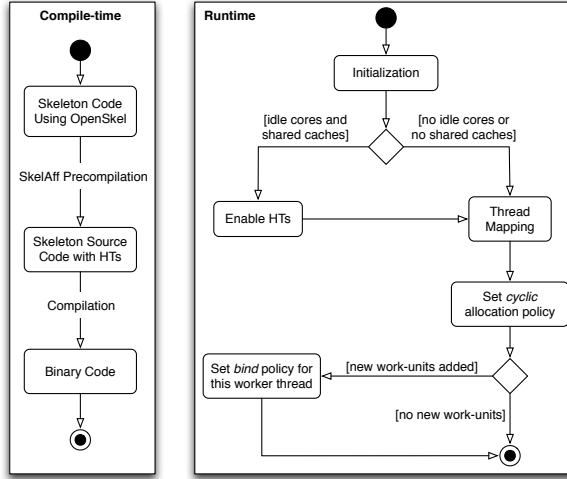 Compile-time
Skeleton Code
Using OpenSkel
SkelAff Precompilation
Skeleton Source
Code with HTs
Compilation
Binary Code
Runtime
Initialization
[idle cores and
shared caches]
[no idle cores or
no shared caches]
Enable HTs
Thread
Mapping
Set cyclic
allocation policy
[new work-units added]
Set bind policy for
this worker thread
[no new work-units]